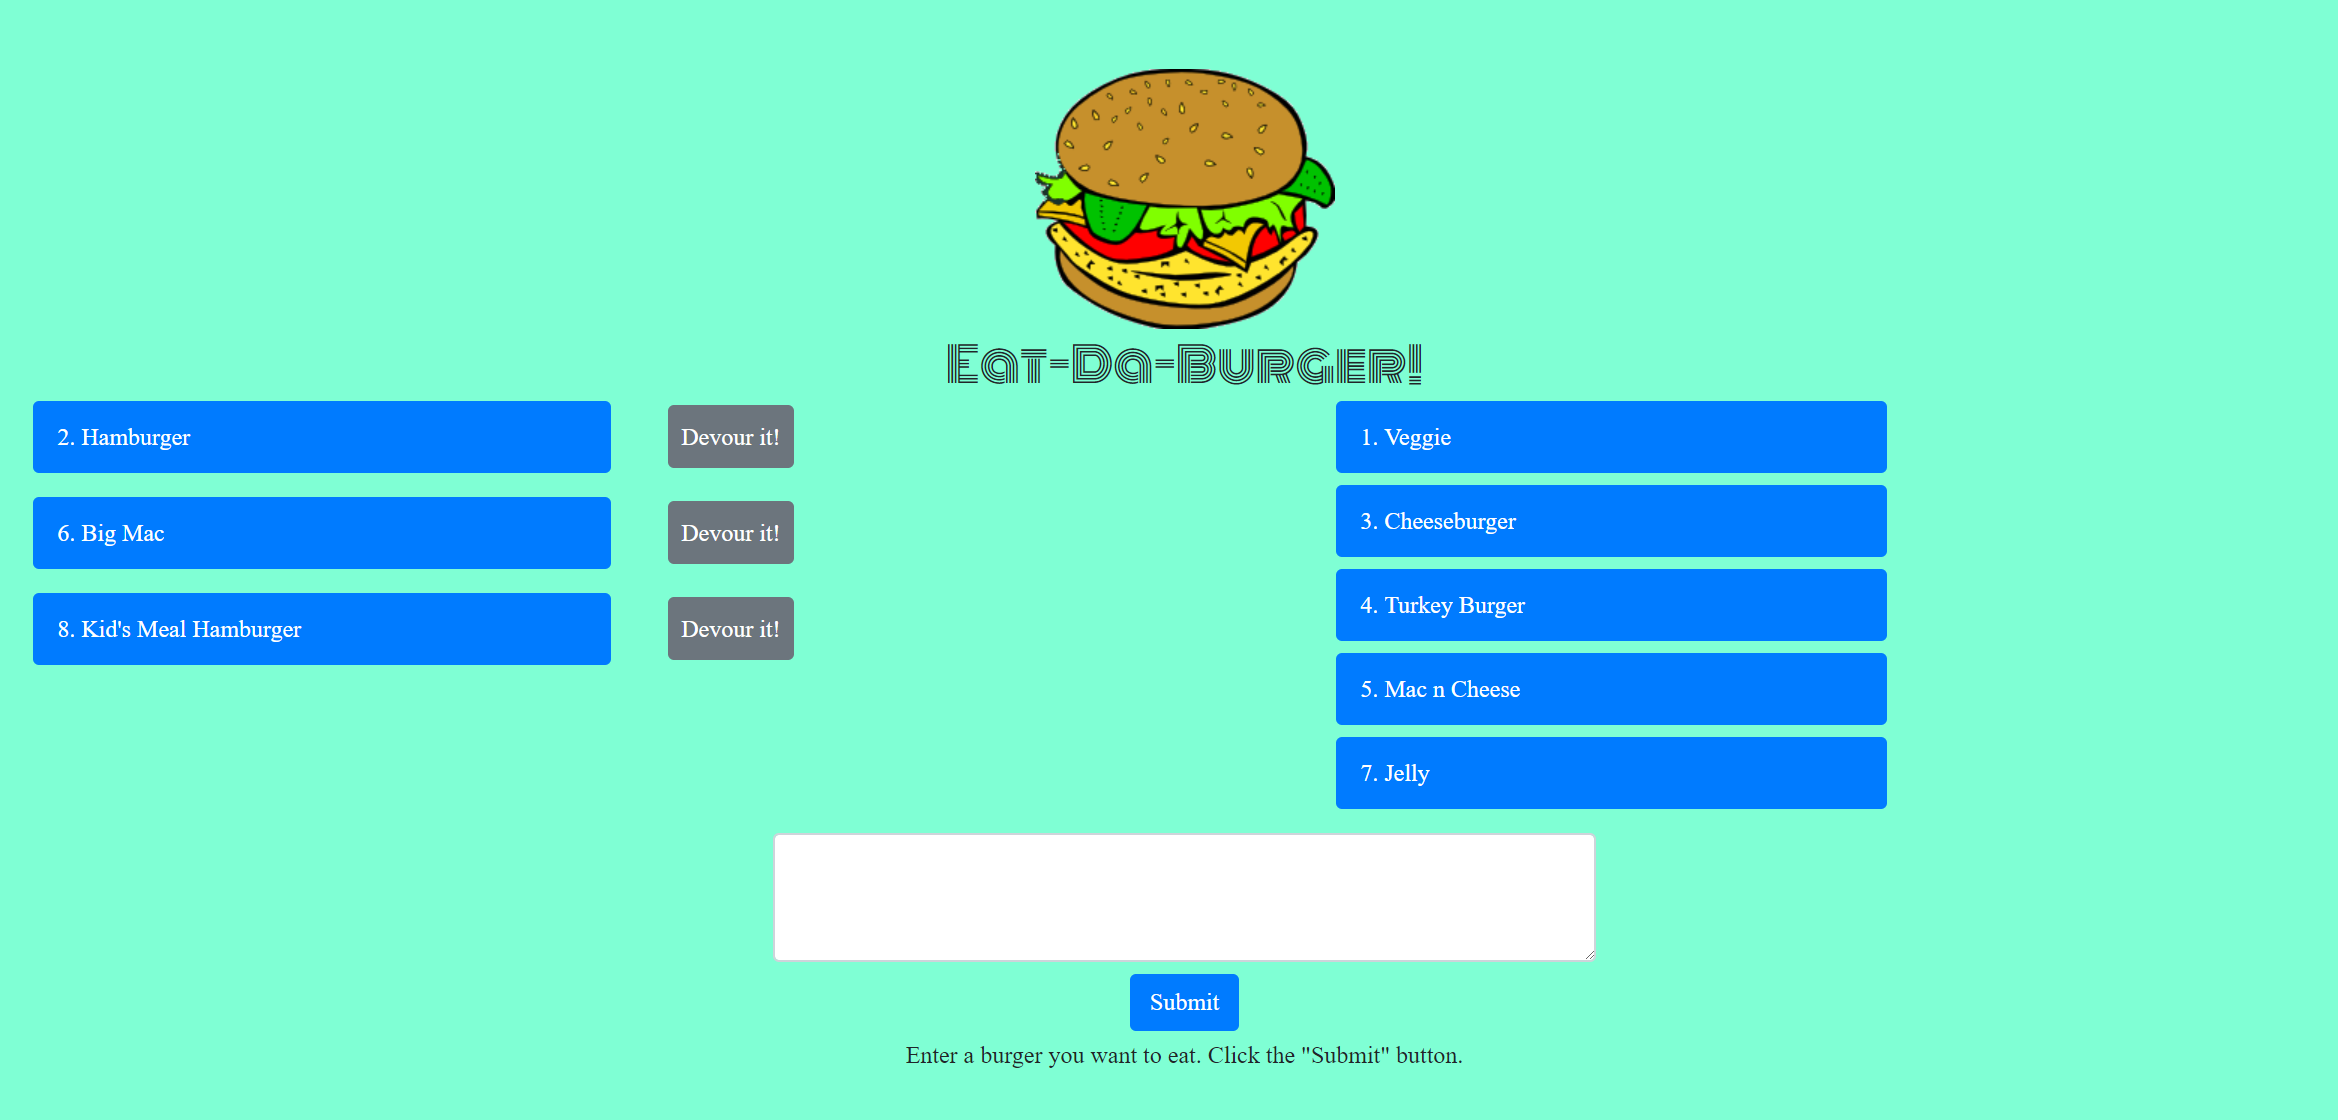 Eat-Da-Burger!
2. Hamburger
Devour it!
6. Big Mac
Devour it!
8. Kid's Meal Hamburger
Devour it!
1. Veggie
3. Cheeseburger
4. Turkey Burger
5. Mac n Cheese
7. Jelly
Submit
Enter a burger you want to eat. Click the "Submit" button.